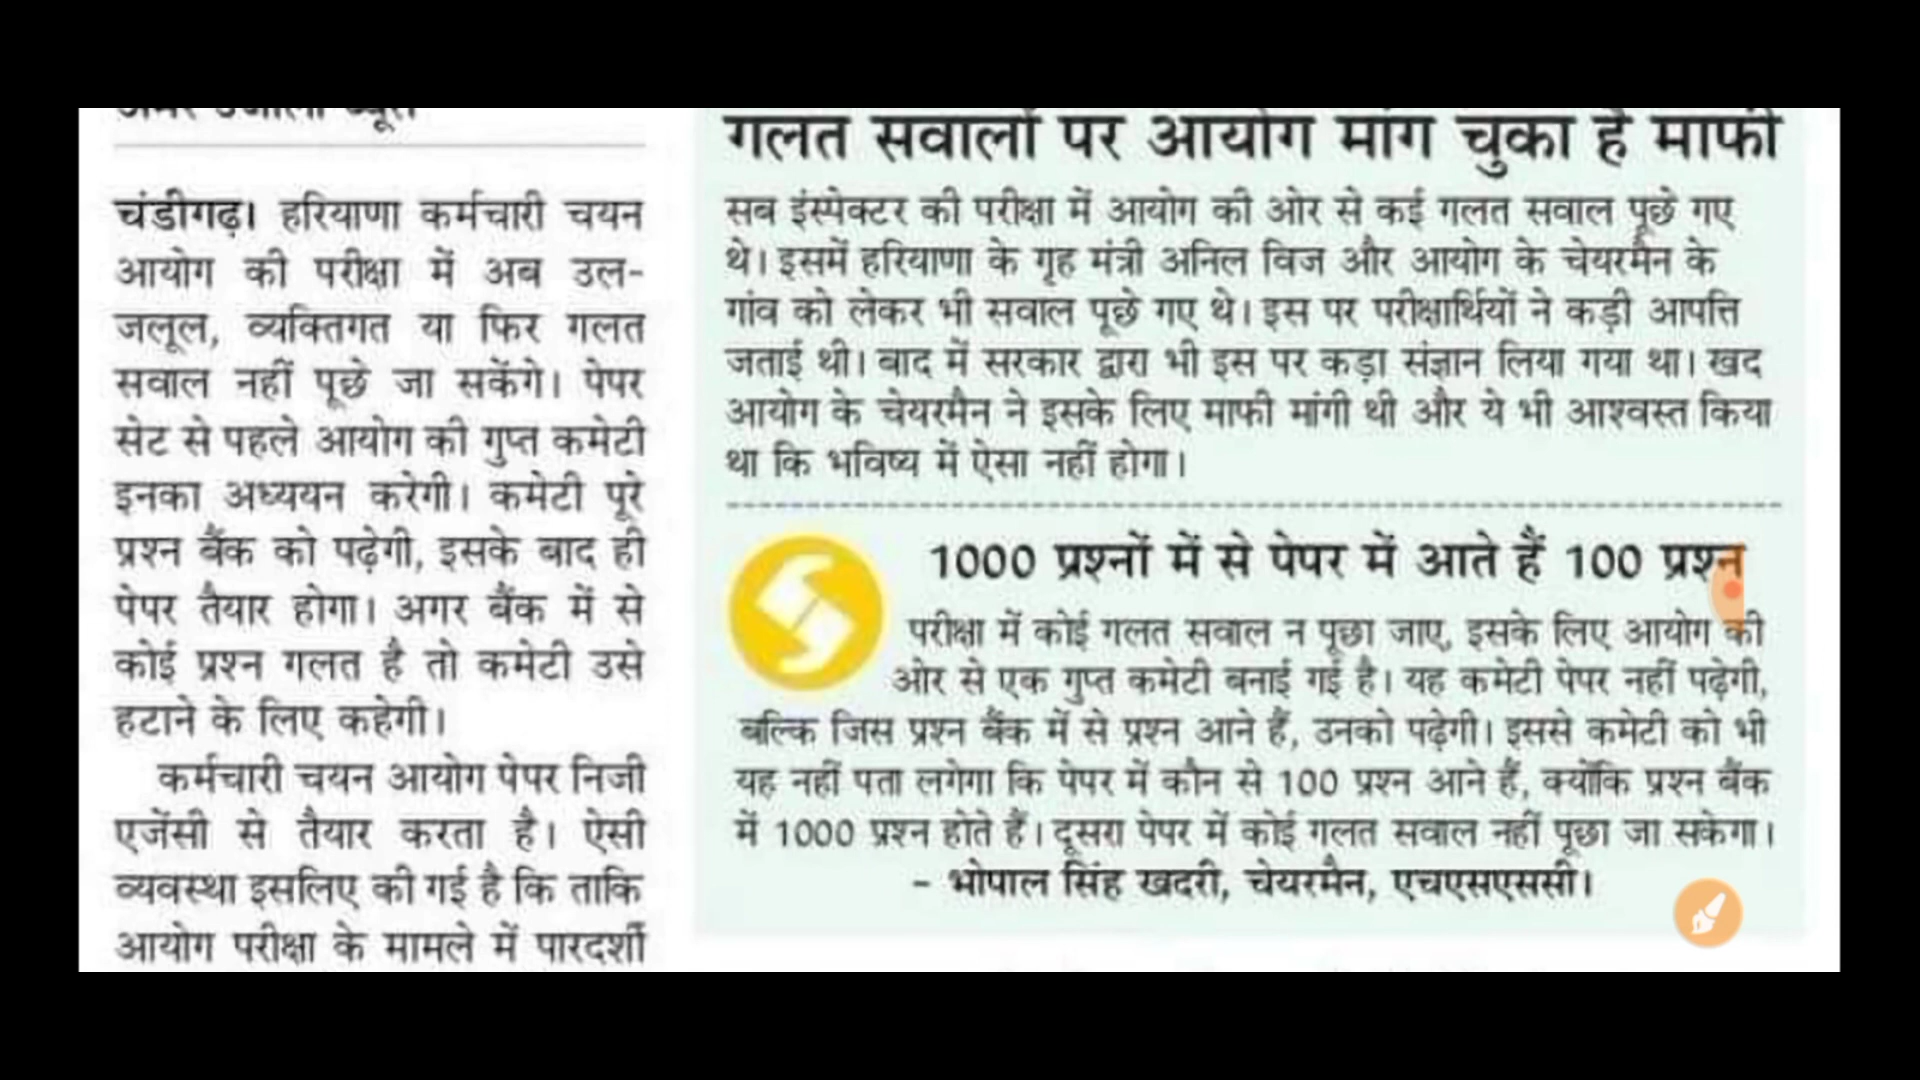 अमर उजाला ब्यूरो
चंडीगढ़। हरियाणा कर्मचारी चयन
आयोग की परीक्षा में अब उल-
जलूल, व्यक्तिगत या फिर गलत
सवाल नहीं पूछे जा सकेंगे। पेपर
सेट से पहले आयोग की गुप्त कमेटी
इनका अध्ययन करेगी। कमेटी पूरे
प्रश्न बैंक को पढ़ेगी, इसके बाद ही
पेपर तैयार होगा। अगर बैंक में से
कोई प्रश्न गलत है तो कमेटी उसे
हटाने के लिए कहेगी।
कर्मचारी चयन आयोग पेपर निजी
एजेंसी से तैयार करता है। ऐसी
व्यवस्था इसलिए की गई है कि ताकि
आयोग परीक्षा के मामले में पारदर्शी
गलत सवालों पर आयोग मांग चुका है माफी
सब इंस्पेक्टर की परीक्षा में आयोग की ओर से कई गलत सवाल पूछे गए
थे। इसमें हरियाणा के गृह मंत्री अनिल विज और आयोग के चेयरमैन के
गांव को लेकर भी सवाल पूछे गए थे। इस पर परीक्षार्थियों ने कड़ी आपत्ति
जताई थी। बाद में सरकार द्वारा भी इस पर कड़ा संज्ञान लिया गया था। खद
आयोग के चेयरमैन ने इसके लिए माफी मांगी थी और ये भी आश्वस्त किया
था कि भविष्य में ऐसा नहीं होगा।
1000 प्रश्नों में से पेपर में आते हैं 100 प्रश्न
परीक्षा में कोई गलत सवाल न पूछा जाए, इसके लिए आयोग की
ओर से एक गुप्त कमेटी बनाई गई है। यह कमेटी पेपर नहीं पढ़ेगी,
बल्कि जिस प्रश्न बैंक में से प्रश्न आने हैं, उनको पढ़ेगी। इससे कमेटी को भी
यह नहीं पता लगेगा कि पेपर में कौन से 100 प्रश्न आने हैं, क्योंकि प्रश्न बैंक
में 1000 प्रश्न होते हैं। दूसरा पेपर में कोई गलत सवाल नहीं पूछा जा सकेगा।
- भोपाल सिंह खदरी, चेयरमैन, एचएसएससी।